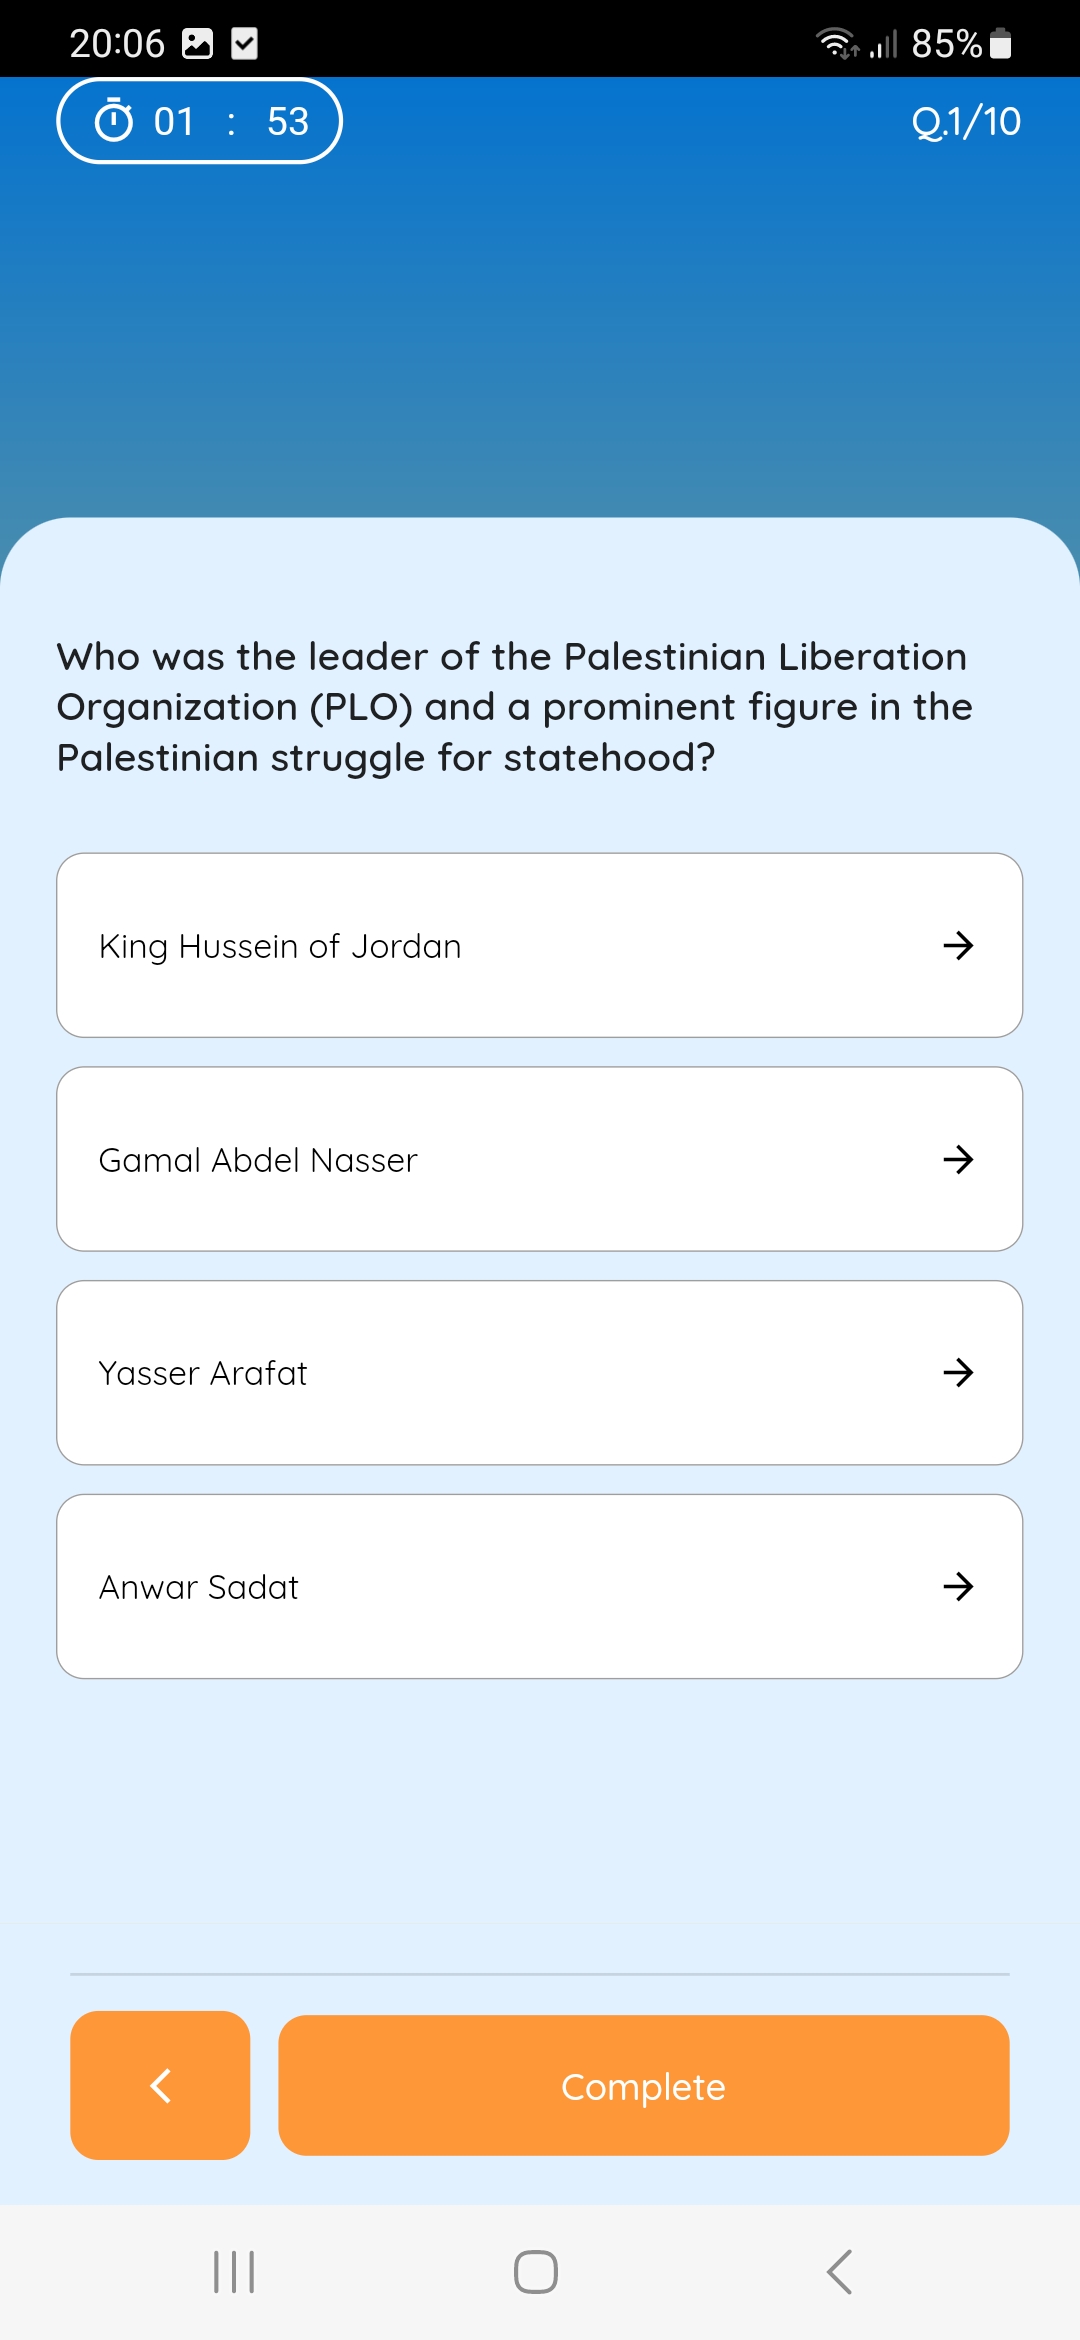 20:06 85%
01 : 53 Q.1/10
Who was the leader of the Palestinian Liberation
Organization (PLO) and a prominent figure in the
Palestinian struggle for statehood?
King Hussein of Jordan
Gamal Abdel Nasser
Yasser Arafat
Anwar Sadat
Complete